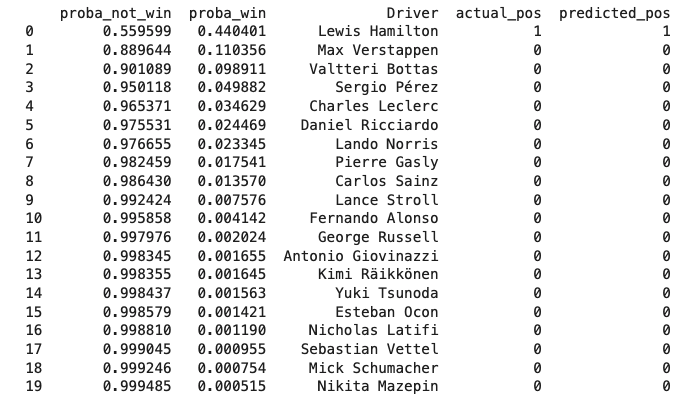 proba_not_win proba_win Driver actual_pos predicted_pos
0 0.559599 0.440401 Lewis Hamilton 1 1
1 0.889644 0.110356 Max Verstappen 0 0
2 0.901089 0.098911 Valtteri Bottas 0 0
3 0.950118 0.049882 Sergio Pérez 0 0
4 0.965371 0.034629 Charles Leclerc 0 0
5 0.975531 0.024469 Daniel Ricciardo 0 0
6 0.976655 0.023345 Lando Norris 0 0
7 0.982459 0.017541 Pierre Gasly 0 0
8 0.986430 0.013570 Carlos Sainz 0 0
9 0.992424 0.007576 Lance Stroll 0 0
10 0.995858 0.004142 Fernando Alonso 0 0
11 0.997976 0.002024 George Russell 0 0
12 0.998345 0.001655 Antonio Giovinazzi 0 0
13 0.998355 0.001645 Kimi Räikkönen 0 0
14 0.998437 0.001563 Yuki Tsunoda 0 0
15 0.998579 0.001421 Esteban Ocon 0 0
16 0.998810 0.001190 Nicholas Latifi 0 0
17 0.999045 0.000955 Sebastian Vettel 0 0
18 0.999246 0.000754 Mick Schumacher 0 0
19 0.999485 0.000515 Nikita Mazepin 0 0